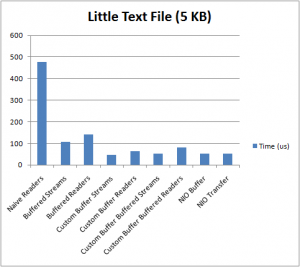 Little Text File (5 KB)
600
500
400
300
200
100
0
Time (us)
Naive Readers
Buffered Streams
Buffered Readers
Custom Buffer Streams
Custom Buffer Readers
Custom Buffer Buffered Streams
Custom Buffer Buffered Readers
NIO Buffer
NIO Transfer